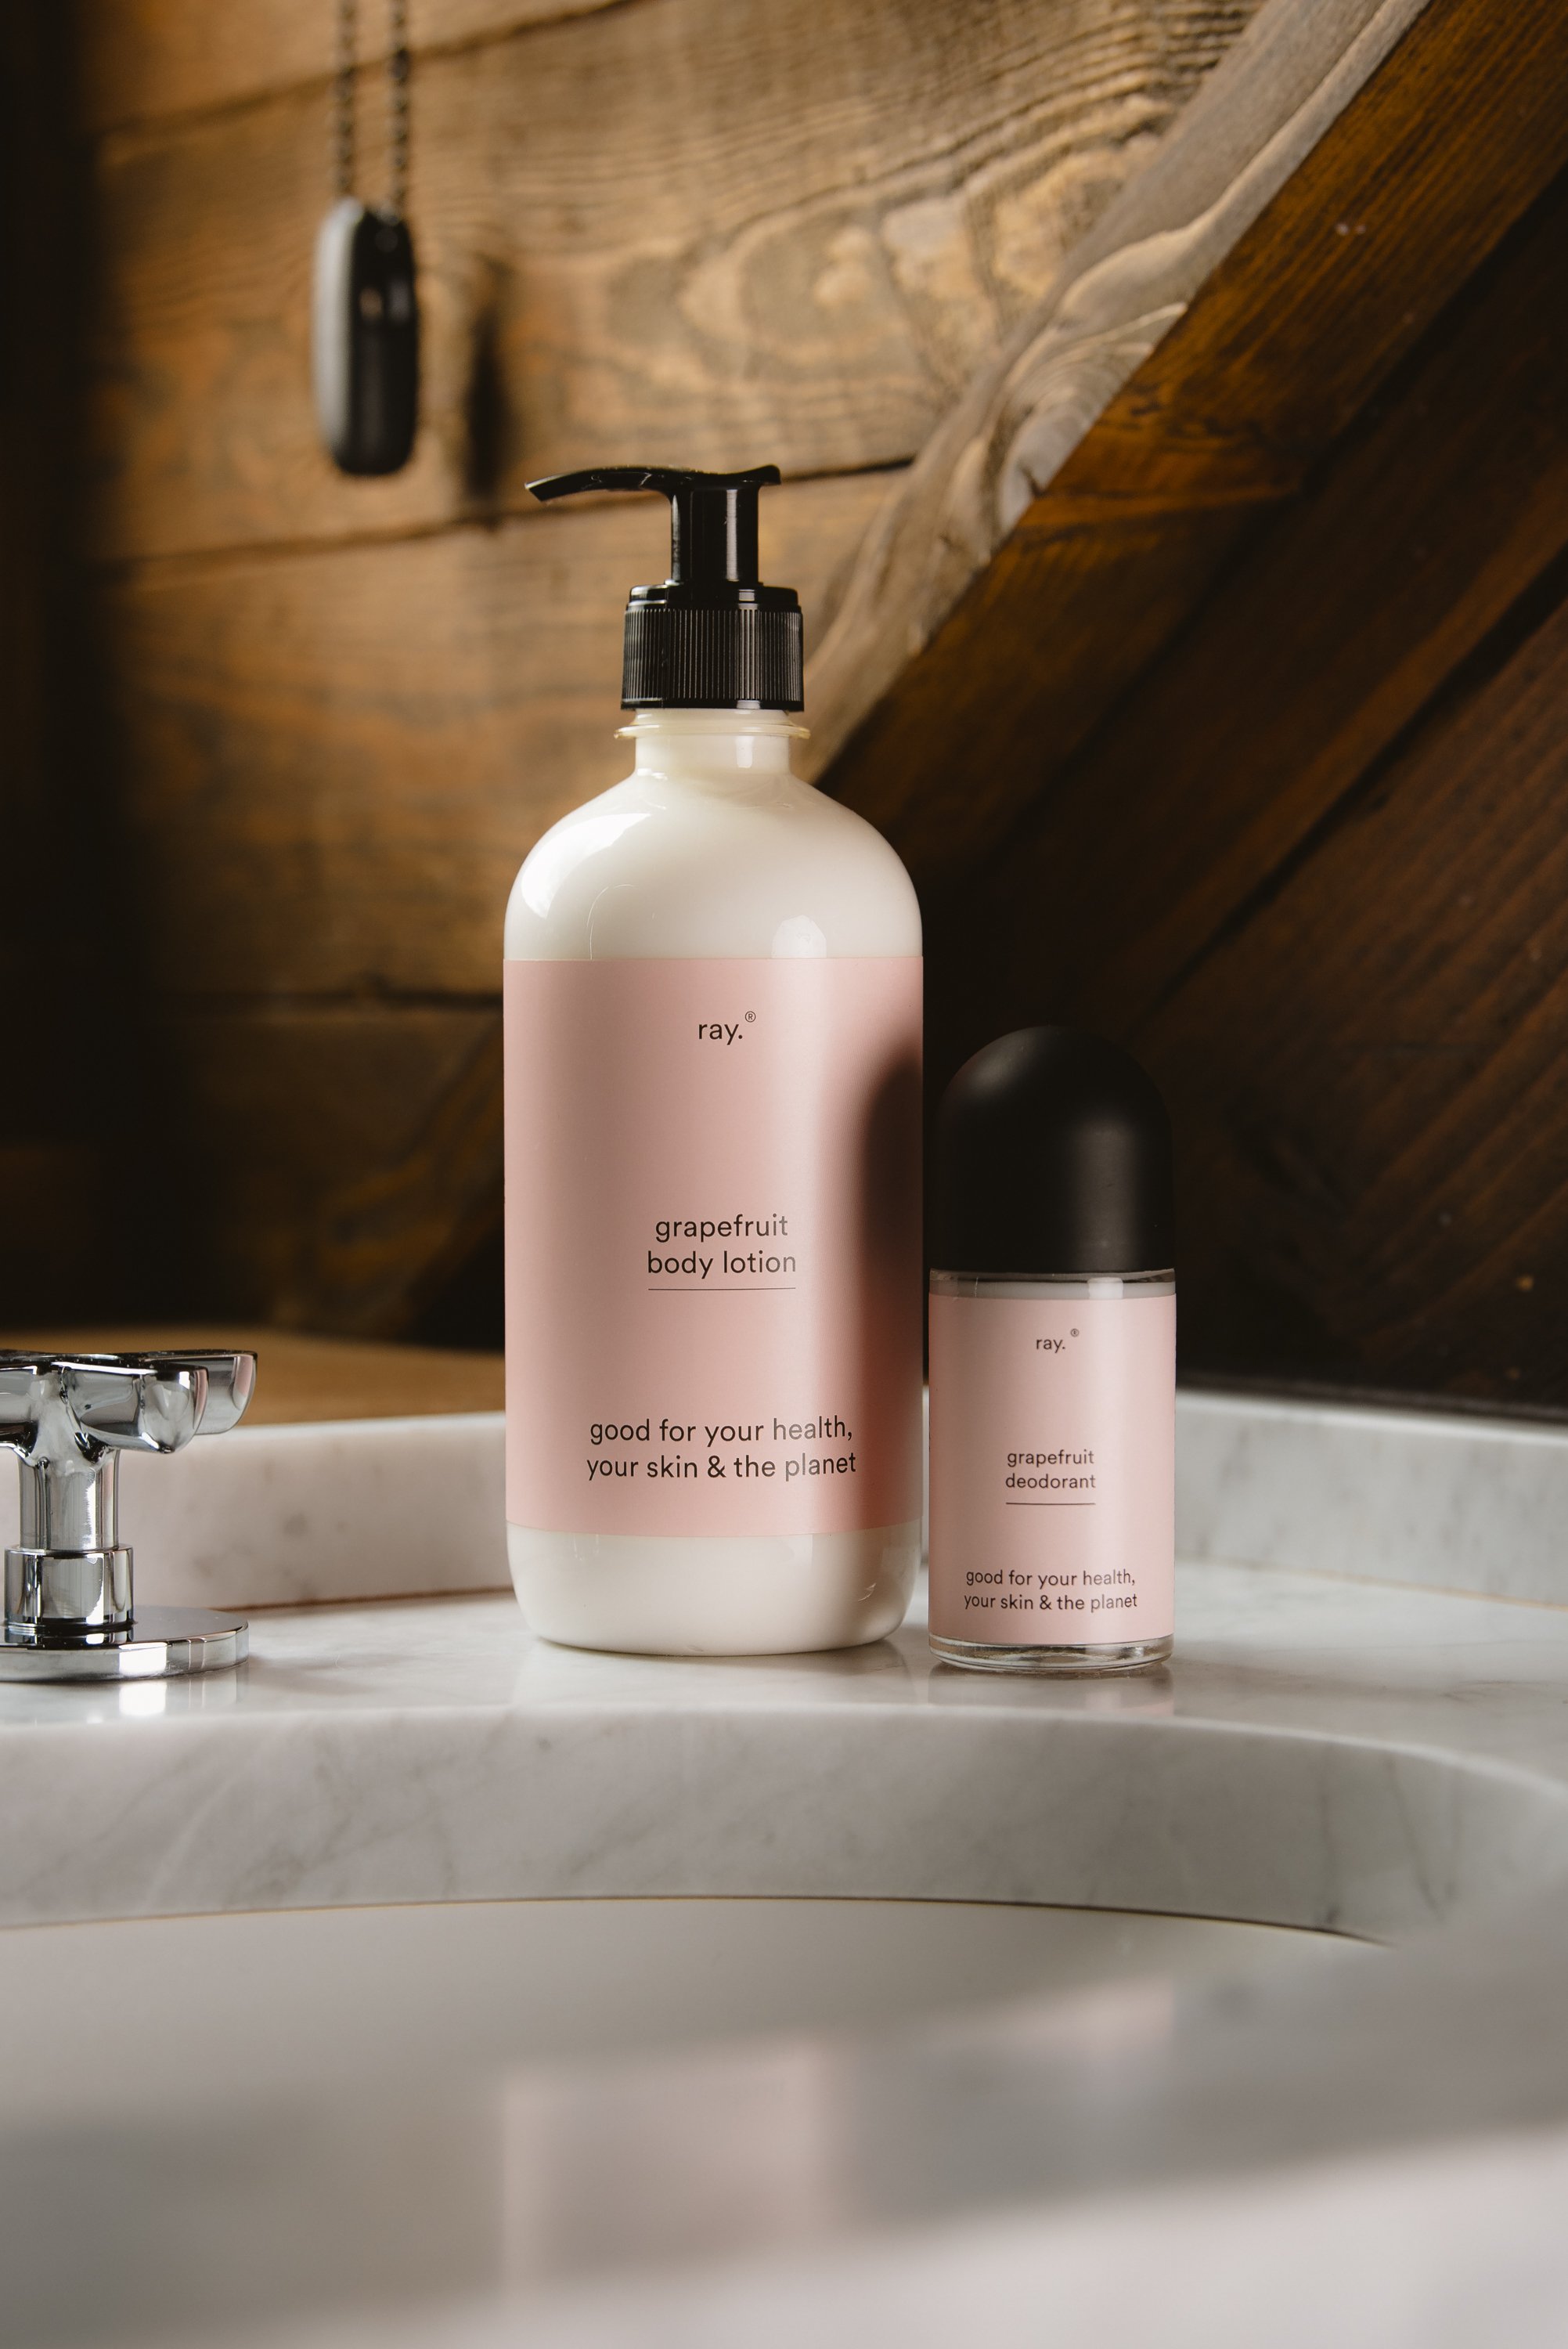 ray.®
grapefruit
body lotion
good for your health,
your skin & the planet
ray.®
grapefruit
deodorant
good for your health,
your skin & the planet